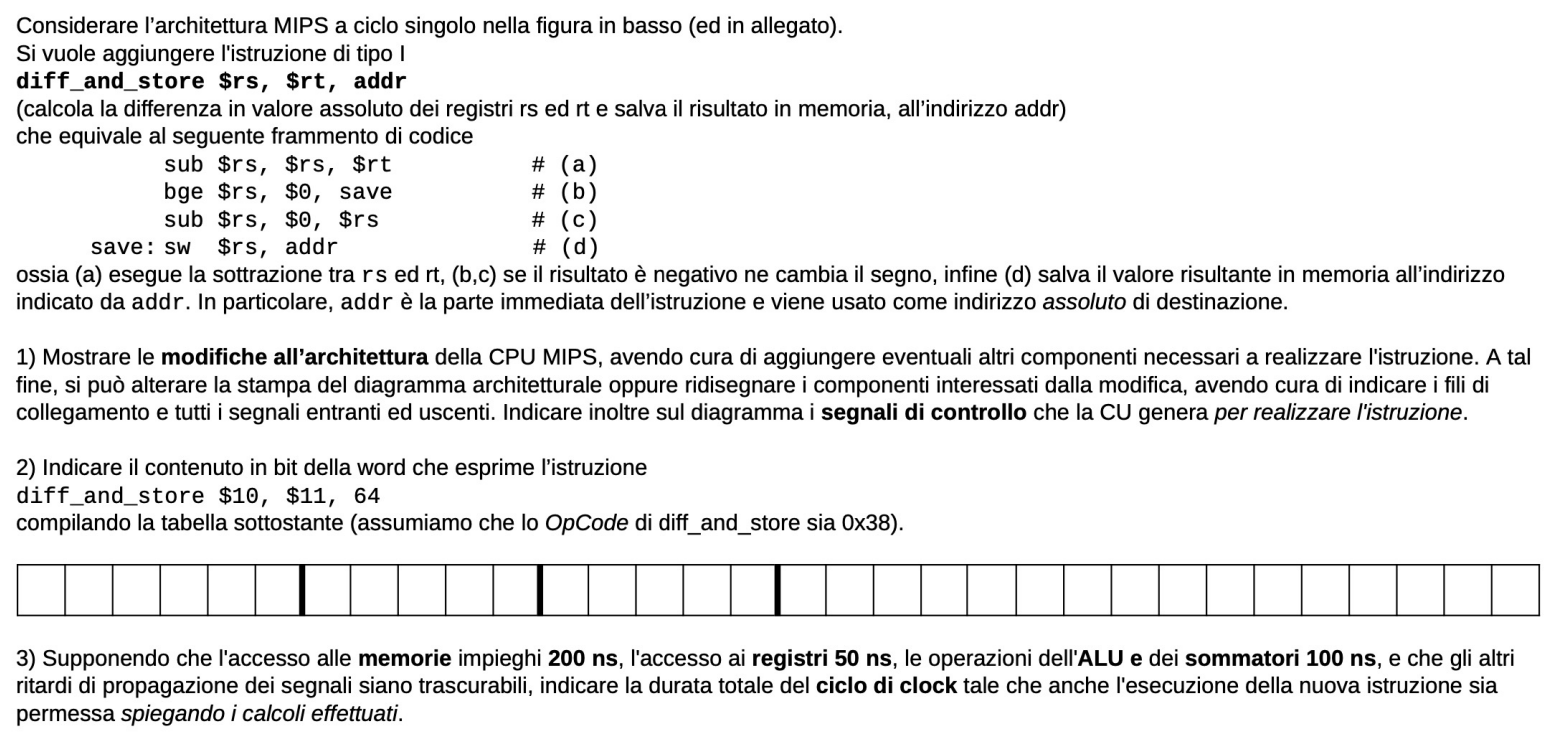 Considerare l’architettura MIPS a ciclo singolo nella figura in basso (ed in allegato).
Si vuole aggiungere l'istruzione di tipo I
diff_and_store $rs, $rt, addr
(calcola la differenza in valore assoluto dei registri rs ed rt e salva il risultato in memoria, all’indirizzo addr)
che equivale al seguente frammento di codice
sub $rs, $rs, $rt # (a)
bge $rs, $0, save # (b)
sub $rs, $0, $rs # (c)
save: sw $rs, addr # (d)
ossia (a) esegue la sottrazione tra rs ed rt, (b,c) se il risultato è negativo ne cambia il segno, infine (d) salva il valore risultante in memoria all’indirizzo
indicato da addr. In particolare, addr è la parte immediata dell’istruzione e viene usato come indirizzo assoluto di destinazione.
1) Mostrare le modifiche all’architettura della CPU MIPS, avendo cura di aggiungere eventuali altri componenti necessari a realizzare l'istruzione. A tal
fine, si può alterare la stampa del diagramma architetturale oppure ridisegnare i componenti interessati dalla modifica, avendo cura di indicare i fili di
collegamento e tutti i segnali entranti ed uscenti. Indicare inoltre sul diagramma i segnali di controllo che la CU genera per realizzare l'istruzione.
2) Indicare il contenuto in bit della word che esprime l’istruzione
diff_and_store $10, $11, 64
compilando la tabella sottostante (assumiamo che lo OpCode di diff_and_store sia 0x38).
3) Supponendo che l'accesso alle memorie impieghi 200 ns, l'accesso ai registri 50 ns, le operazioni dell'ALU e dei sommatori 100 ns, e che gli altri
ritardi di propagazione dei segnali siano trascurabili, indicare la durata totale del ciclo di clock tale che anche l'esecuzione della nuova istruzione sia
permessa spiegando i calcoli effettuati.